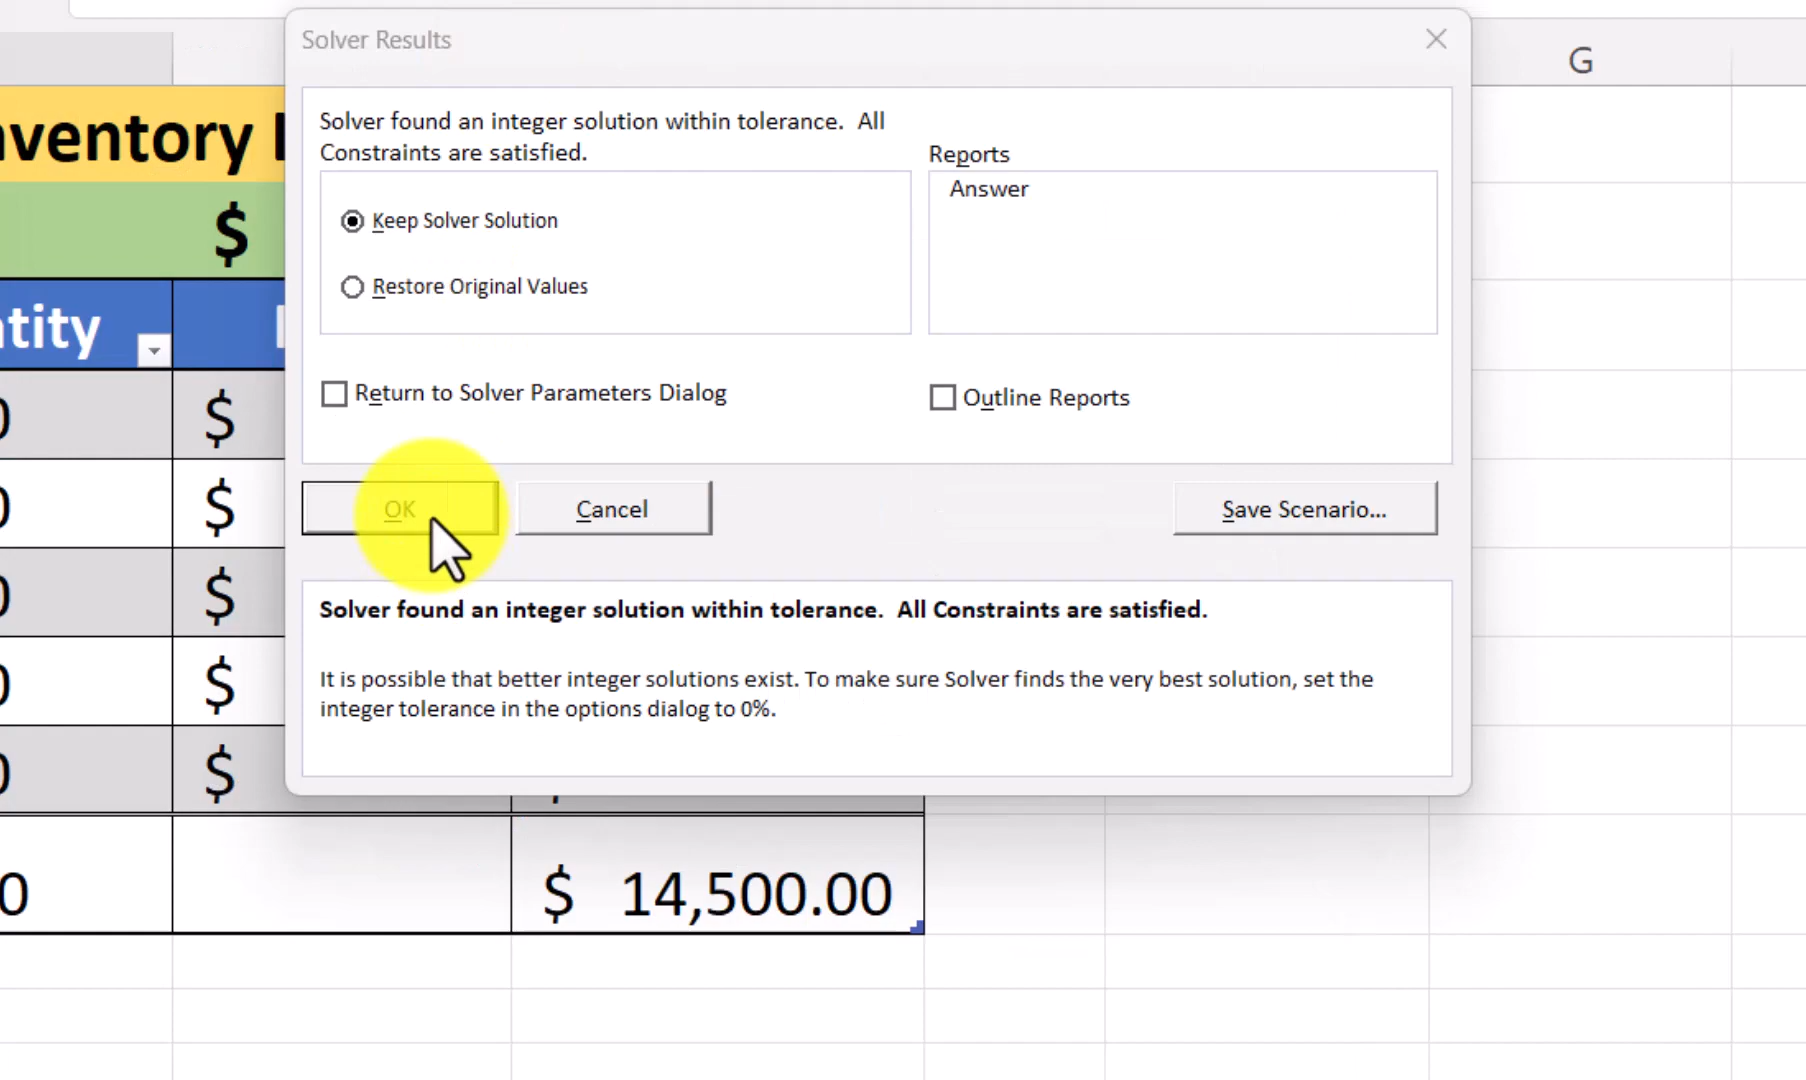 Solver Results
G
Solver found an integer solution within tolerance.  All
Constraints are satisfied.
Reports
Answer
Keep Solver Solution
Restore Original Values
Return to Solver Parameters Dialog
Outline Reports
OK
Cancel
Save Scenario...
Solver found an integer solution within tolerance.  All Constraints are satisfied.
It is possible that better integer solutions exist. To make sure Solver finds the very best solution, set the
integer tolerance in the options dialog to 0%.
$
$
$
$
$
$
0
$ 14,500.00